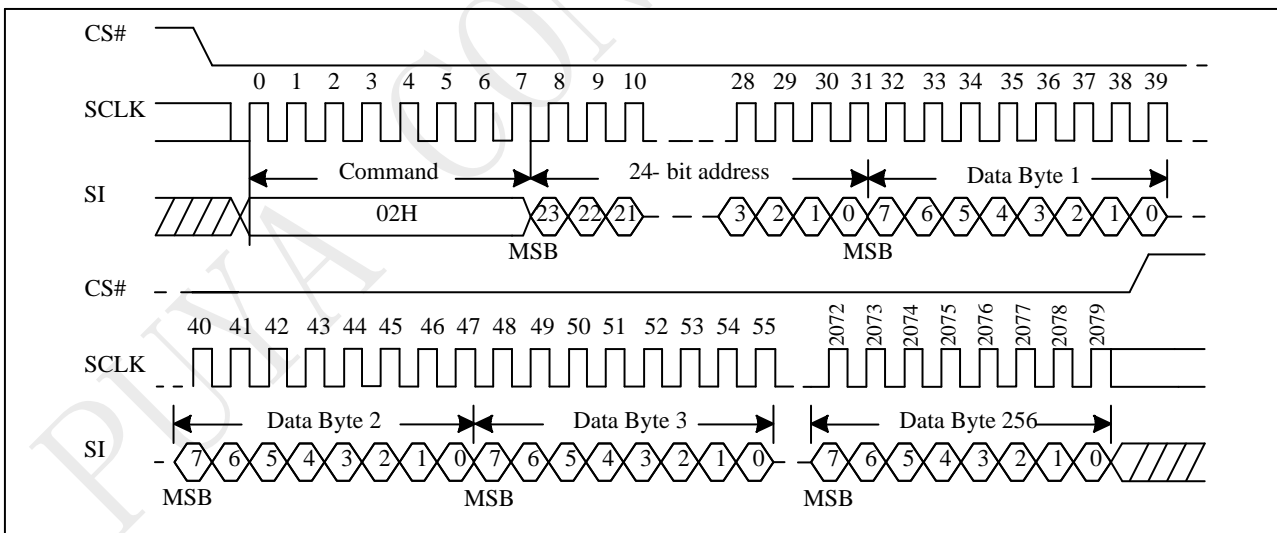 CS#
0 1 2 3 4 5 6 7 8 9 10 28 29 30 31 32 33 34 35 36 37 38 39
SCLK
Command 24- bit address Data Byte 1
SI
02H 23 22 21 3 2 1 0 7 6 5 4 3 2 1 0
MSB MSB
CS#
40 41 42 43 44 45 46 47 48 49 50 51 52 53 54 55 2072 2073 2074 2075 2076 2077 2078 2079
SCLK
Data Byte 2 Data Byte 3 Data Byte 256
SI
7 6 5 4 3 2 1 0 7 6 5 4 3 2 1 0 7 6 5 4 3 2 1 0
MSB MSB MSB
PUYA CON